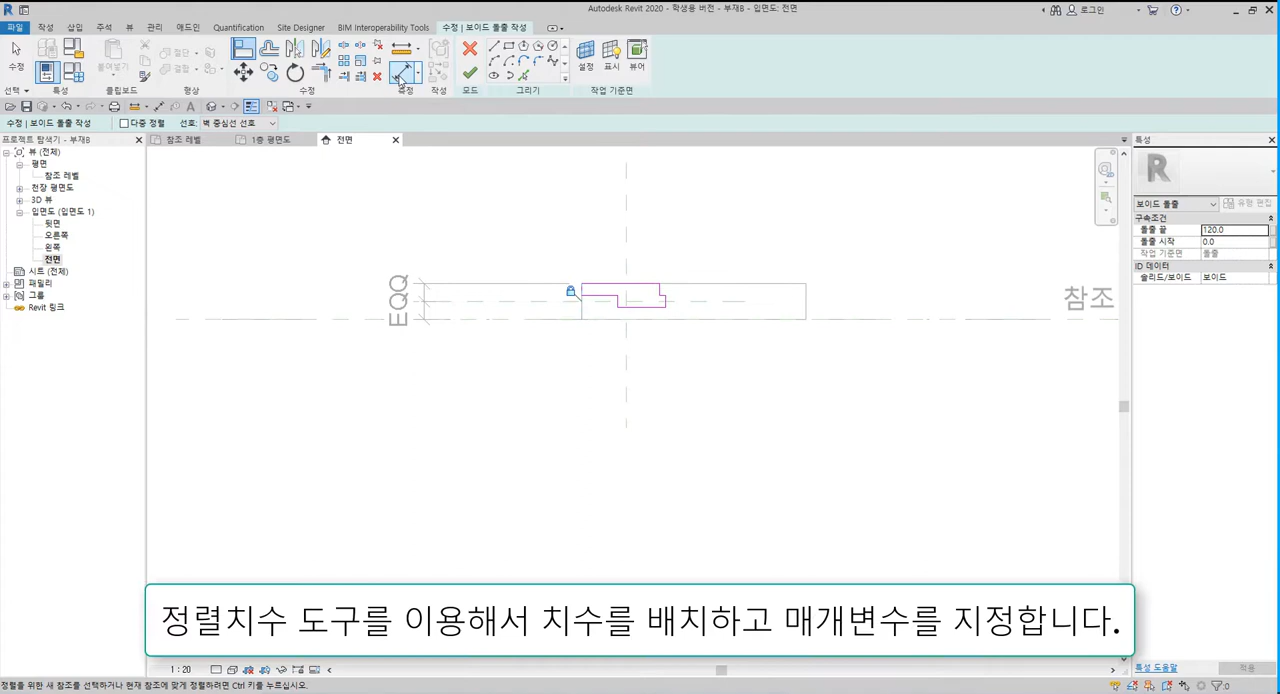 Autodesk Revit 2020 - 학생용 버전 - 부재B - 입면도: 전면
로그인
파일 작성 삽입 주석 뷰 관리 애드인 Quantification Site Designer BIM Interoperability Tools 수정 | 보이드 돌출 작성
수정 붙여넣기 절단 결합 설정 표시 뷰어
선택 특성 클립보드 형상 수정 측정 작성 모드 그리기 작업 기준면
수정 | 보이드 돌출 작성 다중 정렬 선호: 벽 중심선 선호
프로젝트 탐색기 - 부재B
참조 레벨 1층 평면도 전면
특성
뷰 (전체)
평면
참조 레벨
천장 평면도
3D 뷰
입면도 (입면도 1)
뒷면
오른쪽
왼쪽
전면
시트 (전체)
패밀리
그룹
Revit 링크
EQQ
EQQ
참조
보이드 돌출 유형 편집
구속조건
돌출 끝 120.0
돌출 시작 0.0
작업 기준면 돌출
ID 데이터
솔리드/보이드 보이드
정렬치수 도구를 이용해서 치수를 배치하고 매개변수를 지정합니다.
1 : 20
특성 도움말 적용
정렬을 위한 새 참조를 선택하거나 현재 참조에 맞게 정렬하려면 Ctrl 키를 누르십시오.
:0